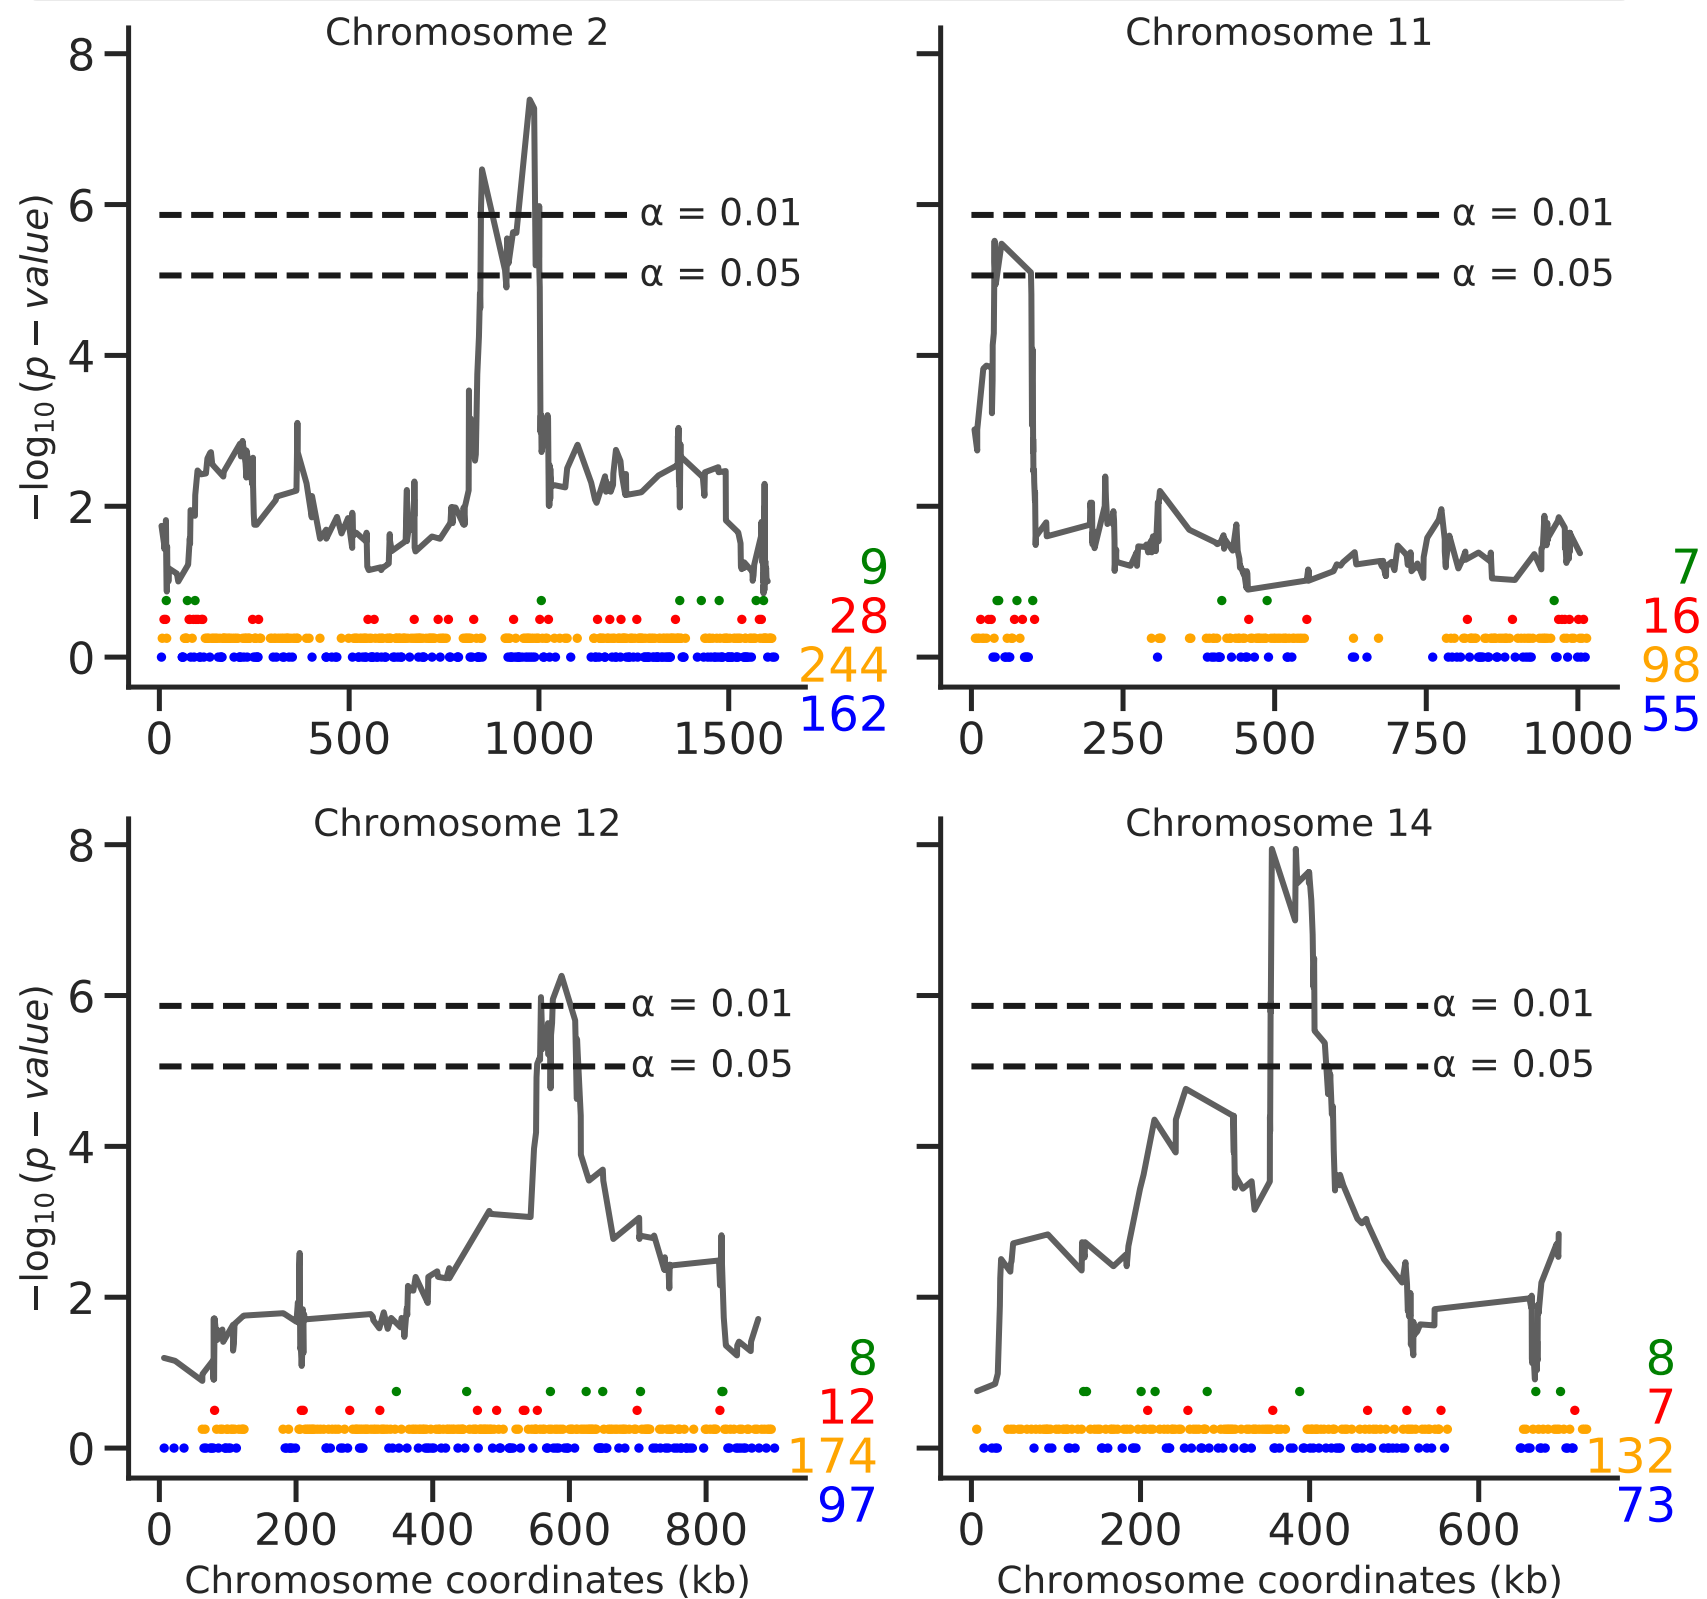 Chromosome 2
8
6
4
2
0
−log10 (p − value)
α = 0.01
α = 0.05
9
28
244
162
0 500 1000 1500
Chromosome 11
α = 0.01
α = 0.05
7
16
98
55
0 250 500 750 1000
Chromosome 12
8
6
4
2
0
−log10 (p − value)
α = 0.01
α = 0.05
8
12
174
97
0 200 400 600 800
Chromosome coordinates (kb)
Chromosome 14
α = 0.01
α = 0.05
8
7
132
73
0 200 400 600
Chromosome coordinates (kb)